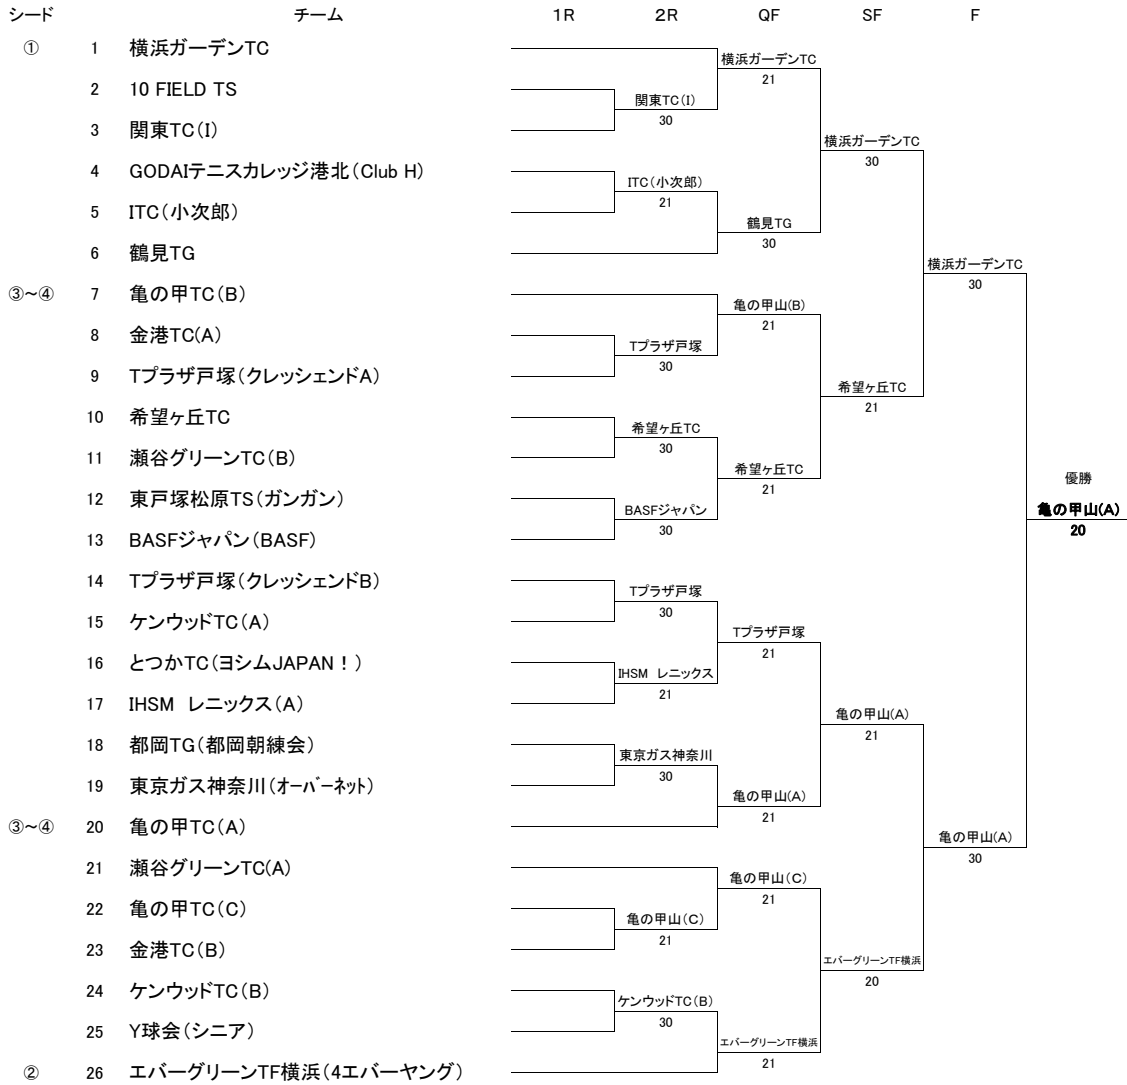 シード チーム 1R 2R QF SF F
① 1 横浜ガーデンTC
横浜ガーデンTC
21
2 10 FIELD TS
関東TC(I)
30
3 関東TC(I)
横浜ガーデンTC
30
4 GODAIテニスカレッジ港北(Club H)
ITC(小次郎)
21
5 ITC(小次郎)
鶴見TG
30
6 鶴見TG
横浜ガーデンTC
30
③~④ 7 亀の甲TC(B)
亀の甲山(B)
21
8 金港TC(A)
Tプラザ戸塚
30
9 Tプラザ戸塚(クレッシェンドA)
希望ヶ丘TC
21
10 希望ヶ丘TC
希望ヶ丘TC
30
11 瀬谷グリーンTC(B)
希望ヶ丘TC
21
優勝
12 東戸塚松原TS(ガンガン)
BASFジャパン
30
亀の甲山(A)
20
13 BASFジャパン(BASF)
14 Tプラザ戸塚(クレッシェンドB)
Tプラザ戸塚
30
15 ケンウッドTC(A)
Tプラザ戸塚
21
16 とつかTC(ヨシムJAPAN!)
IHSM レニックス
21
17 IHSM レニックス(A)
亀の甲山(A)
21
18 都岡TG(都岡朝練会)
東京ガス神奈川
30
19 東京ガス神奈川(オーバーネット)
亀の甲山(A)
21
③~④ 20 亀の甲TC(A)
亀の甲山(A)
30
21 瀬谷グリーンTC(A)
亀の甲山(C)
21
22 亀の甲TC(C)
亀の甲山(C)
21
23 金港TC(B)
エバーグリーンTF横浜
20
24 ケンウッドTC(B)
ケンウッドTC(B)
30
25 Y球会(シニア)
エバーグリーンTF横浜
21
② 26 エバーグリーンTF横浜(4エバーヤング)